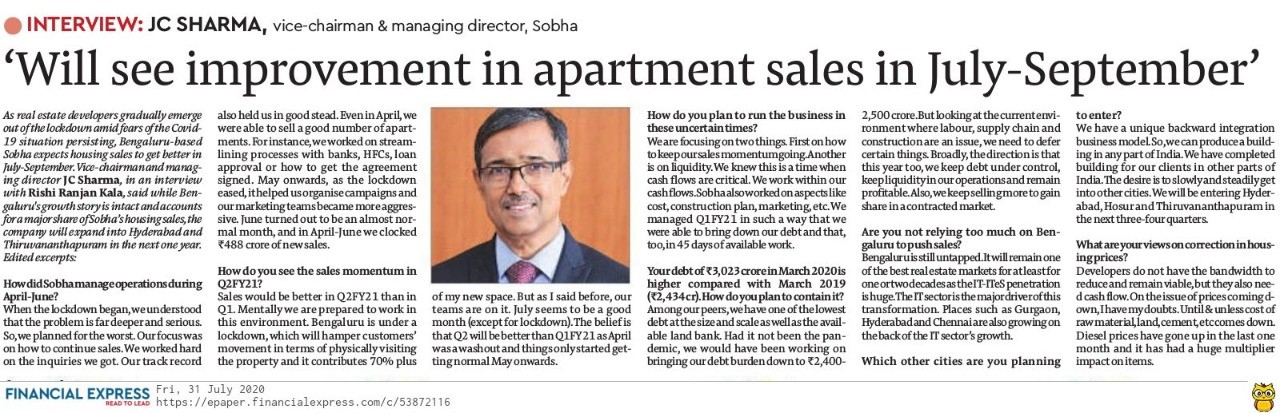 INTERVIEW: JC SHARMA, vice-chairman & managing director, Sobha
‘Will see improvement in apartment sales in July-September’
As real estate developers gradually emerge
out of the lockdown amid fears of the Covid-
19 situation persisting, Bengaluru-based
Sobha expects housing sales to get better in
July-September. Vice-chairman and manag-
ing director JC Sharma, in an interview
with Rishi Ranjan Kala, said while Ben-
galuru's growth story is intact and accounts
for a major share of Sobha's housing sales, the
company will expand into Hyderabad and
Thiruvananthapuram in the next one year.
Edited excerpts:
How did Sobha manage operations during
April-June?
When the lockdown began, we understood
that the problem is far deeper and serious.
So, we planned for the worst. Our focus was
on how to continue sales. We worked hard
on the inquiries we got. Our track record
also held us in good stead. Even in April, we
were able to sell a good number of apart-
ments. For instance, we worked on stream-
lining processes with banks, HFCs, loan
approval or how to get the agreement
signed. May onwards, as the lockdown
eased, it helped us organise campaigns and
our marketing teams became more aggres-
sive. June turned out to be an almost nor-
mal month, and in April-June we clocked
₹488 crore of new sales.
How do you see the sales momentum in
Q2FY21?
Sales would be better in Q2FY21 than in
Q1. Mentally we are prepared to work in
this environment. Bengaluru is under a
lockdown, which will hamper customers'
movement in terms of physically visiting
the property and it contributes 70% plus
of my new space. But as I said before, our
teams are on it. July seems to be a good
month (except for lockdown). The belief is
that Q2 will be better than Q1FY21 as April
was a washout and things only started get-
ting normal May onwards.
How do you plan to run the business in
these uncertain times?
We are focusing on two things. First on how
to keep our sales momentum going. Another
is on liquidity. We knew this is a time when
cash flows are critical. We work within our
cash flows. Sobha also worked on aspects like
cost, construction plan, marketing, etc. We
managed Q1FY21 in such a way that we
were able to bring down our debt and that,
too, in 45 days of available work.
Your debt of ₹3,023 crore in March 2020 is
higher compared with March 2019
(₹2,434 cr). How do you plan to contain it?
Among our peers, we have one of the lowest
debt at the size and scale as well as the avail-
able land bank. Had it not been the pan-
demic, we would have been working on
bringing our debt burden down to ₹2,400-
2,500 crore. But looking at the current envi-
ronment where labour, supply chain and
construction are an issue, we need to defer
certain things. Broadly, the direction is that
this year too, we keep debt under control,
keep liquidity in our operations and remain
profitable. Also, we keep selling more to gain
share in a contracted market.
Are you not relying too much on Ben-
galuru to push sales?
Bengaluru is still untapped. It will remain one
of the best real estate markets for at least for
one or two decades as the IT-ITeS penetration
is huge. The IT sector is the major driver of this
transformation. Places such as Gurgaon,
Hyderabad and Chennai are also growing on
the back of the IT sector's growth.
Which other cities are you planning
to enter?
We have a unique backward integration
business model. So, we can produce a build-
ing in any part of India. We have completed
building for our clients in other parts of
India. The desire is to slowly and steadily get
into other cities. We will be entering Hyder-
abad, Hosur and Thiruvananthapuram in
the next three-four quarters.
What are your views on correction in hous-
ing prices?
Developers do not have the bandwidth to
reduce and remain viable, but they also nee-
d cash flow. On the issue of prices coming d-
own, I have my doubts. Until & unless cost of
raw material, land, cement, etc comes down.
Diesel prices have gone up in the last one
month and it has had a huge multiplier
impact on items.
FINANCIAL EXPRESS
READ TO LEAD
Fri, 31 July 2020
https://epaper.financialexpress.com/c/53872116